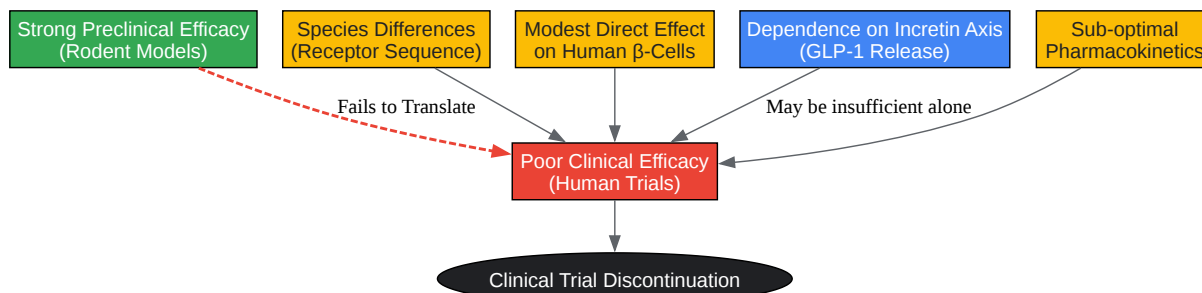 Strong Preclinical Efficacy
(Rodent Models)
Species Differences
(Receptor Sequence)
Modest Direct Effect
on Human β-Cells
Dependence on Incretin Axis
(GLP-1 Release)
Sub-optimal
Pharmacokinetics
Fails to Translate
May be insufficient alone
Poor Clinical Efficacy
(Human Trials)
Clinical Trial Discontinuation